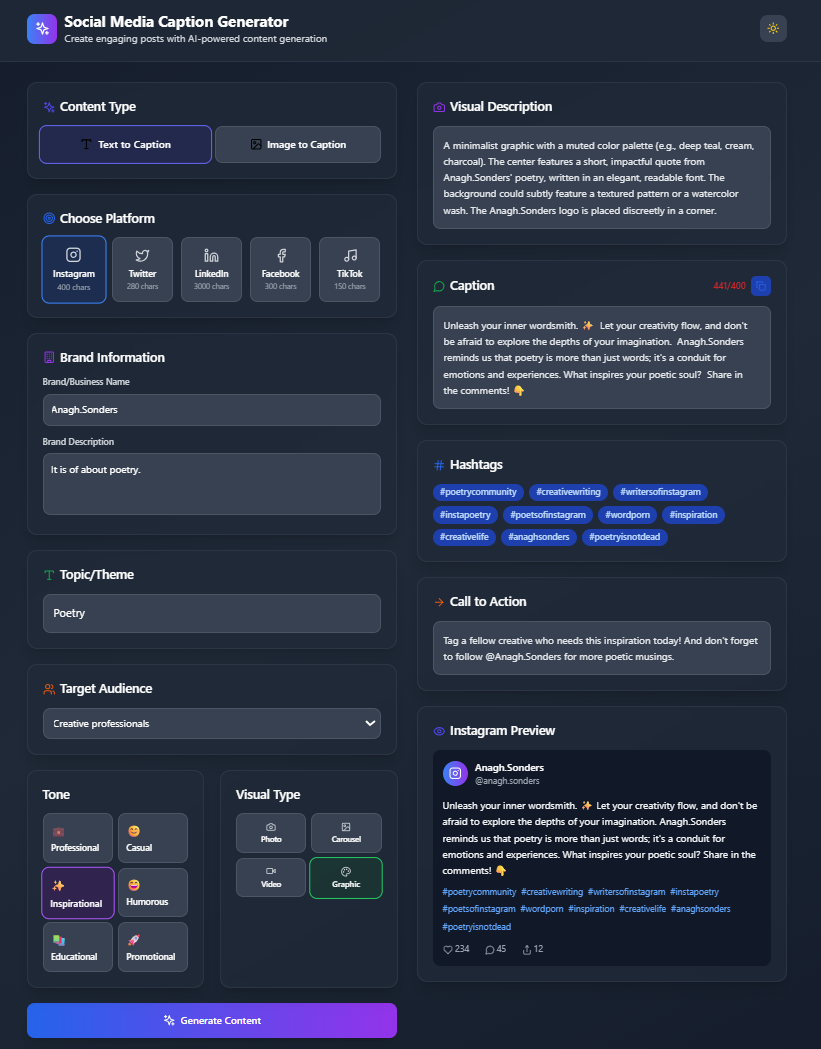 Social Media Caption Generator
Create engaging posts with AI-powered content generation
Content Type
Text to Caption
Image to Caption
Choose Platform
Instagram
400 chars
Twitter
280 chars
LinkedIn
3000 chars
Facebook
300 chars
TikTok
150 chars
Brand Information
Brand/Business Name
Anagh.Sonders
Brand Description
It is of about poetry.
Topic/Theme
Poetry
Target Audience
Creative professionals
Tone
Professional
Casual
Inspirational
Humorous
Educational
Promotional
Visual Type
Photo
Carousel
Video
Graphic
Generate Content
Visual Description
A minimalist graphic with a muted color palette (e.g., deep teal, cream,
charcoal). The center features a short, impactful quote from
Anagh.Sonders' poetry, written in an elegant, readable font. The
background could subtly feature a textured pattern or a watercolor
wash. The Anagh.Sonders logo is placed discreetly in a corner.
Caption
441/400
Unleash your inner wordsmith. ✨ Let your creativity flow, and don't
be afraid to explore the depths of your imagination. Anagh.Sonders
reminds us that poetry is more than just words; it's a conduit for
emotions and experiences. What inspires your poetic soul? Share in
the comments! 👇
Hashtags
#poetrycommunity #creativewriting #writersofinstagram
#instapoetry #poetsofinstagram #wordporn #inspiration
#creativelife #anaghsonders #poetryisnotdead
Call to Action
Tag a fellow creative who needs this inspiration today! And don't forget
to follow @Anagh.Sonders for more poetic musings.
Instagram Preview
Anagh.Sonders
@anagh.sonders
Unleash your inner wordsmith. ✨ Let your creativity flow, and don't be
afraid to explore the depths of your imagination. Anagh.Sonders
reminds us that poetry is more than just words; it's a conduit for
emotions and experiences. What inspires your poetic soul? Share in the
comments! 👇
#poetrycommunity #creativewriting #writersofinstagram #instapoetry
#poetsofinstagram #wordporn #inspiration #creativelife #anaghsonders
#poetryisnotdead
234 45 12